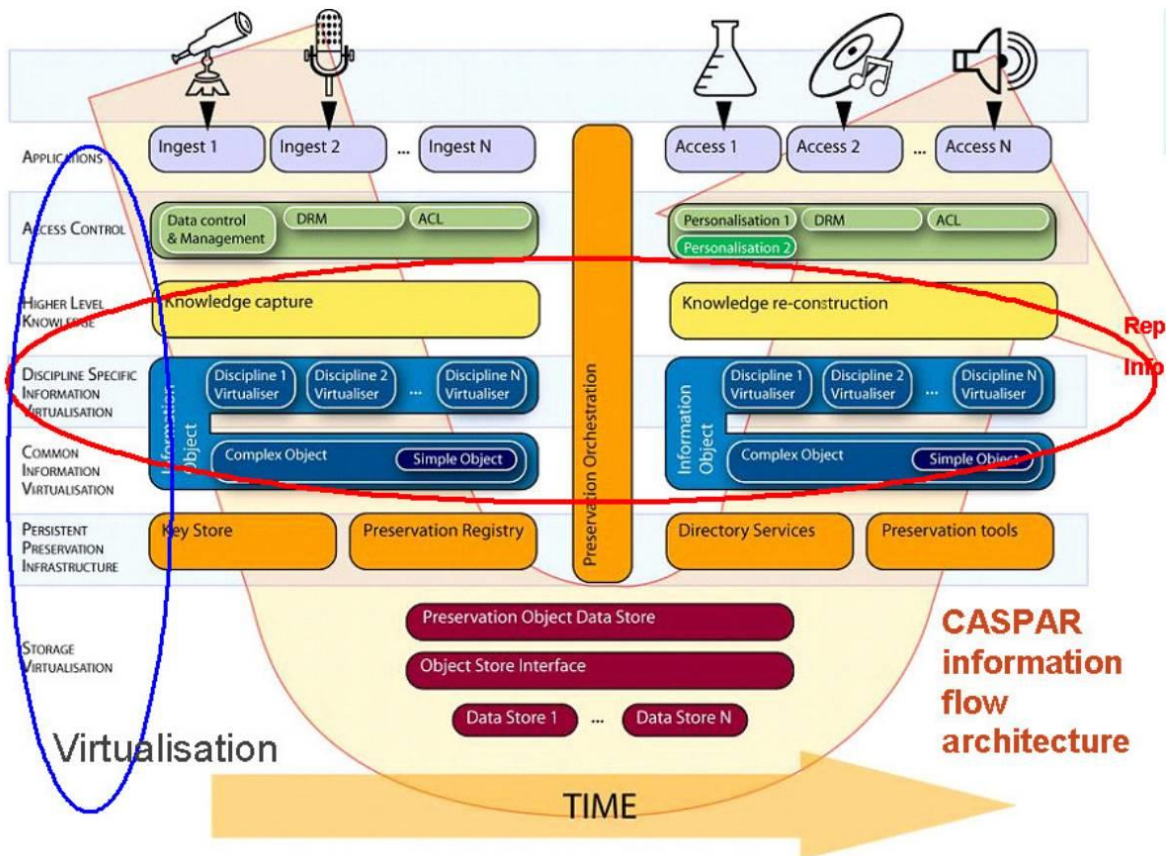 APPLICATIONS
Ingest 1
Ingest 2
...
Ingest N
Access 1
Access 2
...
Access N
ACCESS CONTROL
Data control
& Management
DRM
ACL
Personalisation 1
Personalisation 2
DRM
ACL
HIGHER LEVEL
KNOWLEDGE
Knowledge capture
Knowledge re-construction
Rep
Info
DISCIPLINE SPECIFIC
INFORMATION
VIRTUALISATION
Information
Object
Discipline 1
Virtualiser
Discipline 2
Virtualiser
...
Discipline N
Virtualiser
Preservation Orchestration
Information
Object
Discipline 1
Virtualiser
Discipline 2
Virtualiser
...
Discipline N
Virtualiser
COMMON
INFORMATION
VIRTUALISATION
Complex Object
Simple Object
Complex Object
Simple Object
PERSISTENT
PRESERVATION
INFRASTRUCTURE
Key Store
Preservation Registry
Directory Services
Preservation tools
STORAGE
VIRTUALISATION
Preservation Object Data Store
Object Store Interface
Data Store 1
...
Data Store N
CASPAR
information
flow
architecture
Virtualisation
TIME